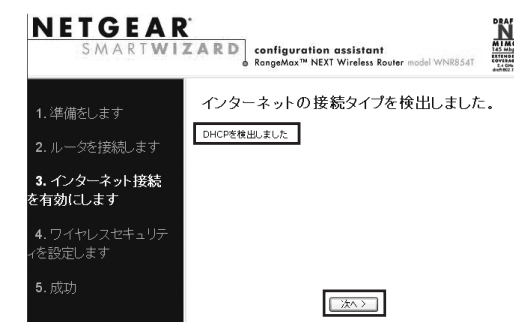 NETGEAR
SMARTWIZARD
configuration assistant
RangeMax™ NEXT Wireless Router model WNR854T
DRAF
N
MIMO
1. 準備をします
2. ルータを接続します
3. インターネット接続
を有効にします
4. ワイヤレスセキュリテ
ィを設定します
5. 成功
インターネットの接続タイプを検出しました。
DHCPを検出しました
次へ >